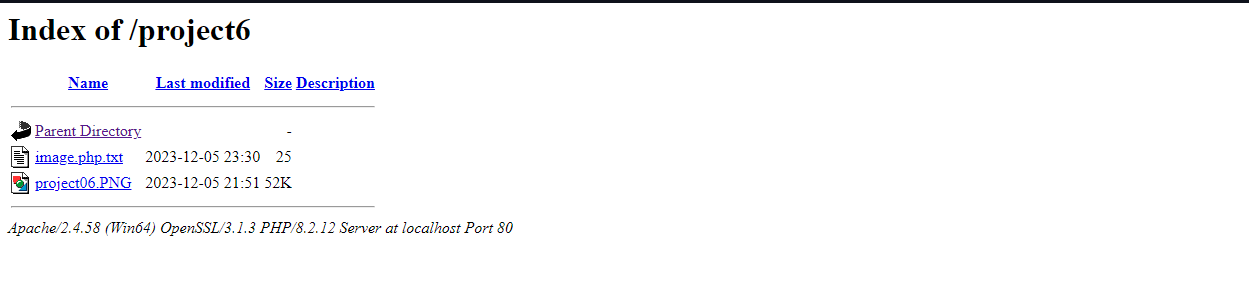 Index of /project6
Name Last modified Size Description
Parent Directory -
image.php.txt 2023-12-05 23:30 25
project06.PNG 2023-12-05 21:51 52K
Apache/2.4.58 (Win64) OpenSSL/3.1.3 PHP/8.2.12 Server at localhost Port 80